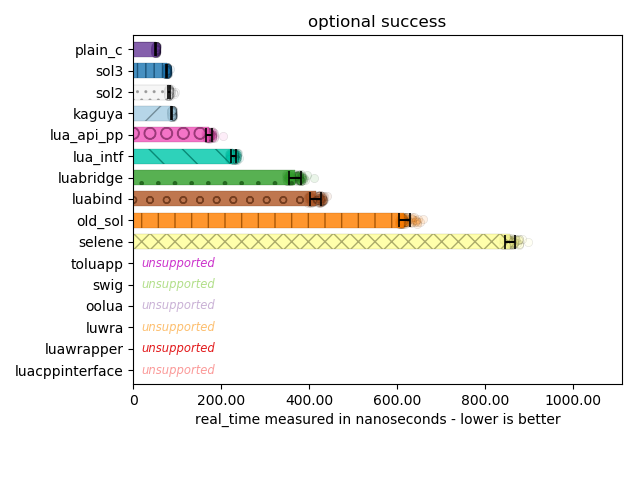 optional success
plain_c
sol3
sol2
kaguya
lua_api_pp
lua_intf
luabridge
luabind
old_sol
selene
toluapp unsupported
swig unsupported
oolua unsupported
luwra unsupported
luawrapper unsupported
luacppinterface unsupported
0 200.00 400.00 600.00 800.00 1000.00
real_time measured in nanoseconds - lower is better